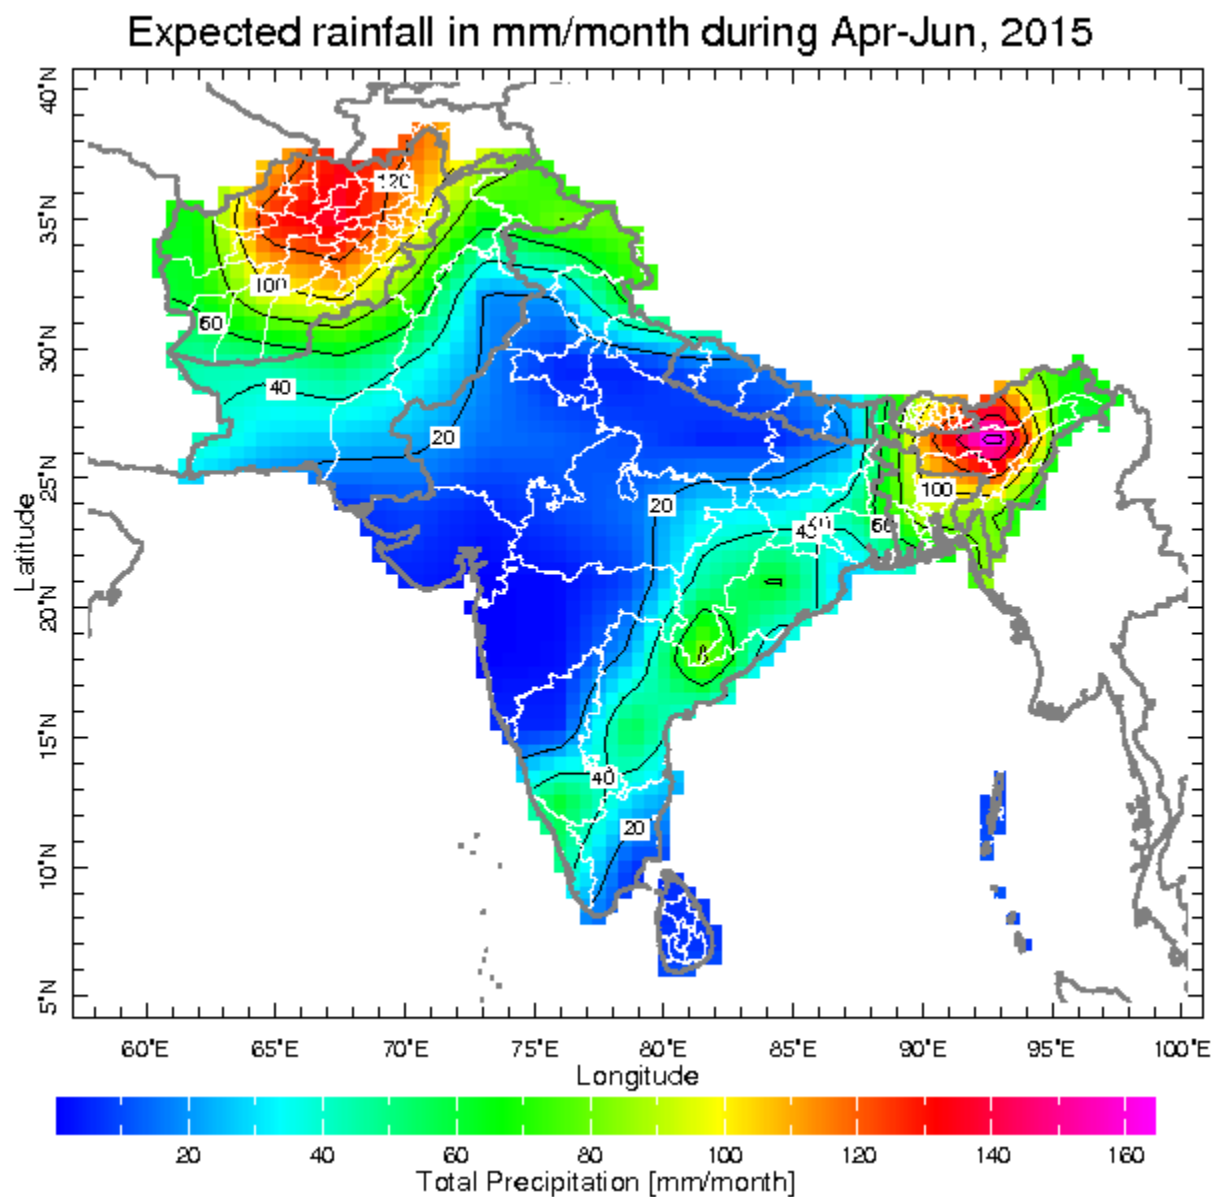 Expected rainfall in mm/month during Apr-Jun, 2015
40°N
35°N
30°N
25°N
20°N
15°N
10°N
5°N
Latitude
120
100
60
40
20
100
20
40
60
40
20
60°E 65°E 70°E 75°E 80°E 85°E 90°E 95°E 100°E
Longitude
20 40 60 80 100 120 140 160
Total Precipitation [mm/month]